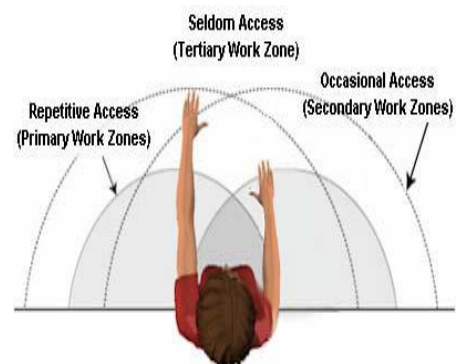 Seldom Access
(Tertiary Work Zone)
Occasional Access
(Secondary Work Zones)
Repetitive Access
(Primary Work Zones)